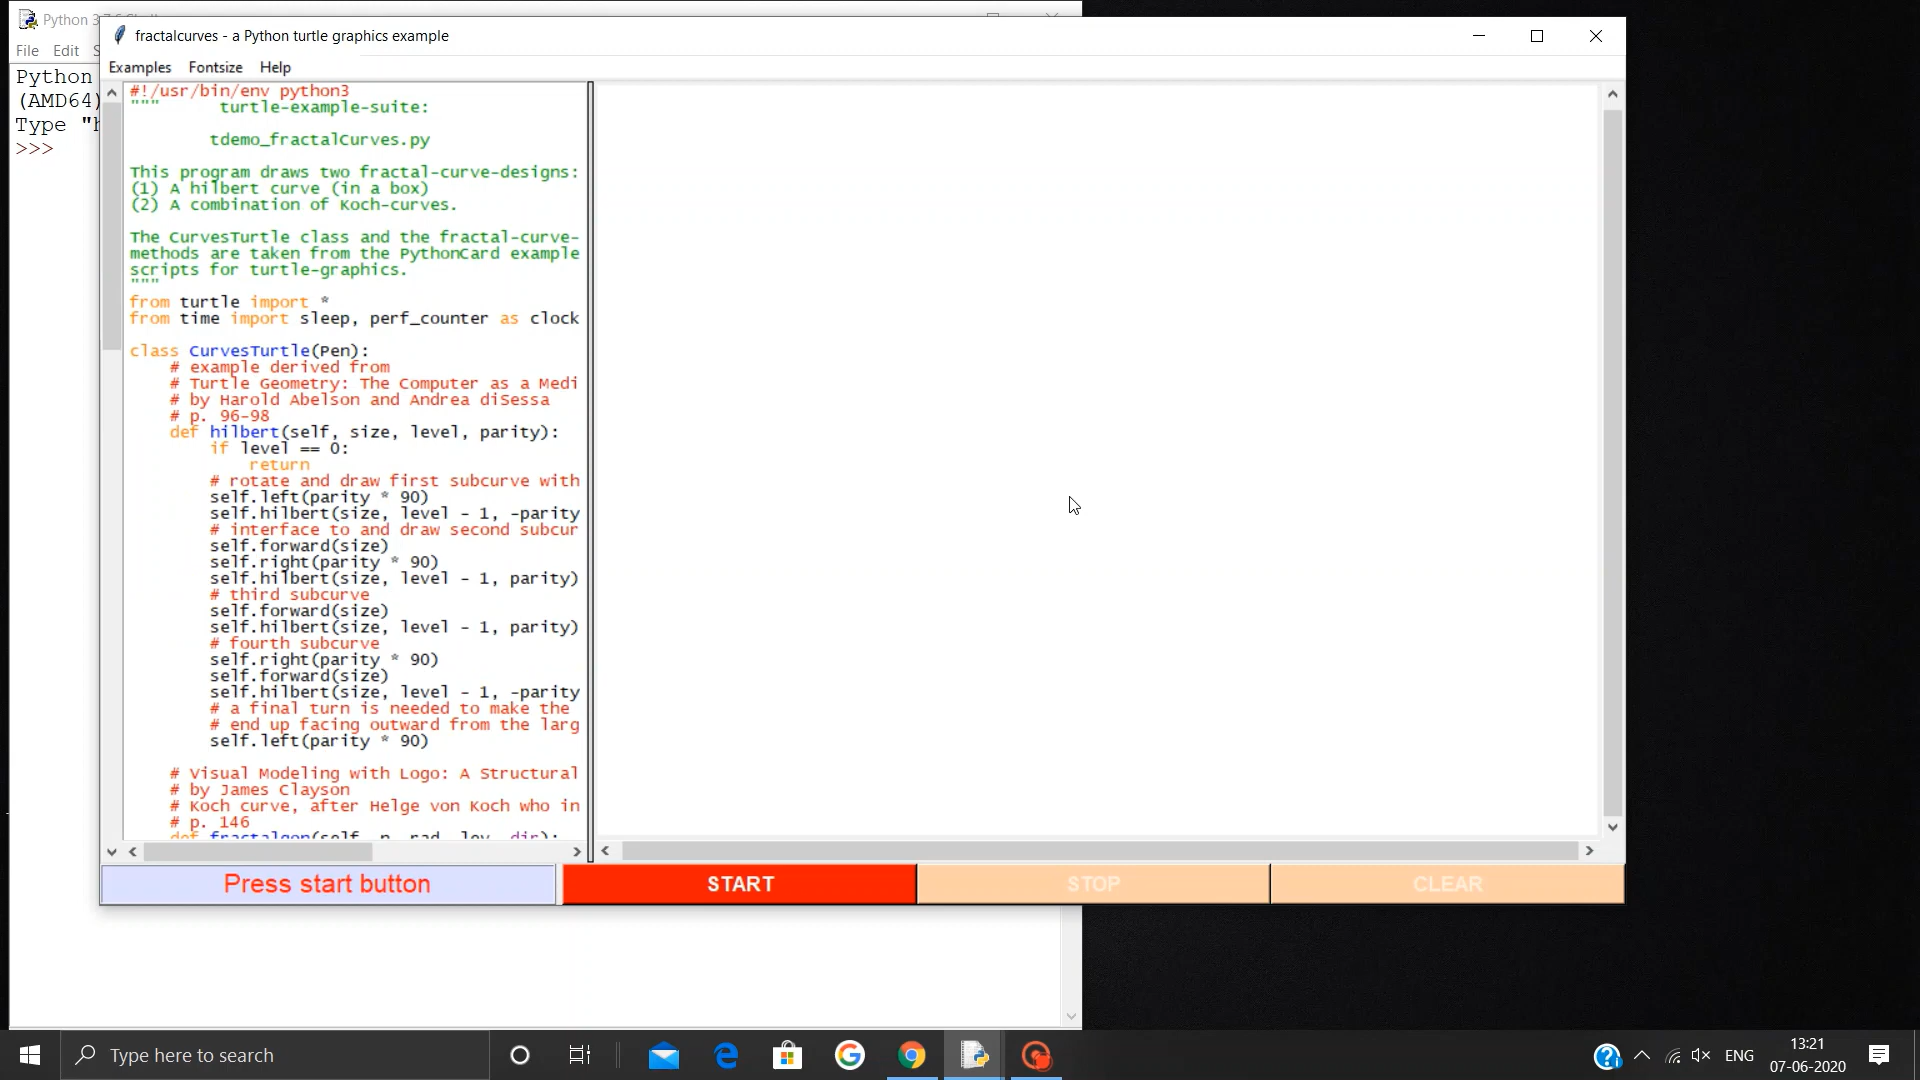 Python 3.7.6 Shell
File Edit S
Python
(AMD64)
Type "h
>>>
fractalcurves - a Python turtle graphics example
Examples Fontsize Help
#!/usr/bin/env python3
""" turtle-example-suite:
tdemo_fractalCurves.py
This program draws two fractal-curve-designs:
(1) A hilbert curve (in a box)
(2) A combination of Koch-curves.
The CurvesTurtle class and the fractal-curve-
methods are taken from the PythonCard example
scripts for turtle-graphics.
"""
from turtle import *
from time import sleep, perf_counter as clock
class CurvesTurtle(Pen):
# example derived from
# Turtle Geometry: The Computer as a Medi
# by Harold Abelson and Andrea diSessa
# p. 96-98
def hilbert(self, size, level, parity):
if level == 0:
return
# rotate and draw first subcurve with
self.left(parity * 90)
self.hilbert(size, level - 1, -parity
# interface to and draw second subcur
self.forward(size)
self.right(parity * 90)
self.hilbert(size, level - 1, parity)
# third subcurve
self.forward(size)
self.hilbert(size, level - 1, parity)
# fourth subcurve
self.right(parity * 90)
self.forward(size)
self.hilbert(size, level - 1, -parity
# a final turn is needed to make the
# end up facing outward from the larg
self.left(parity * 90)
# Visual Modeling with Logo: A Structural
# by James Clayson
# Koch curve, after Helge von Koch who in
# p. 146
def fractalgon(self, n, rad, lev, dir):
Press start button
START
STOP
CLEAR
Type here to search
ENG
13:21
07-06-2020